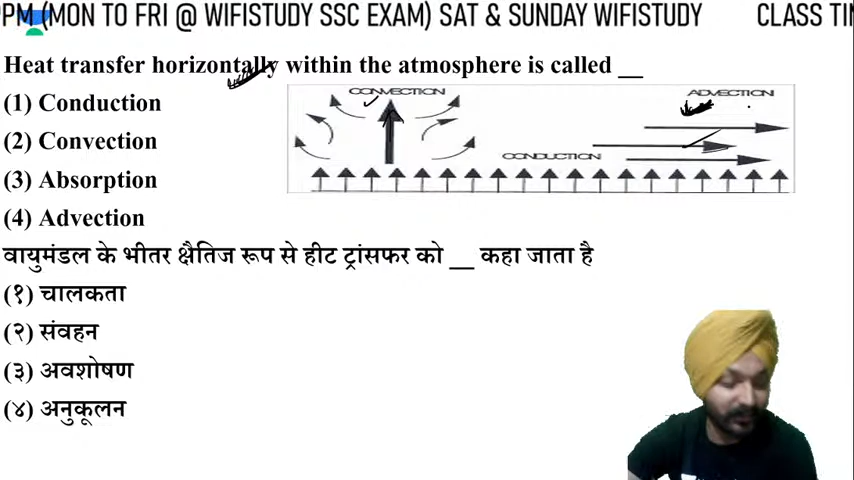 PM (MON TO FRI @ WIFISTUDY SSC EXAM) SAT & SUNDAY WIFISTUDY CLASS TIM
Heat transfer horizontally within the atmosphere is called __
(1) Conduction
(2) Convection
(3) Absorption
(4) Advection
CONVECTION
ADVECTION
CONDUCTION
वायुमंडल के भीतर क्षैतिज रूप से हीट ट्रांसफर को __ कहा जाता है
(१) चालकता
(२) संवहन
(३) अवशोषण
(४) अनुकूलन